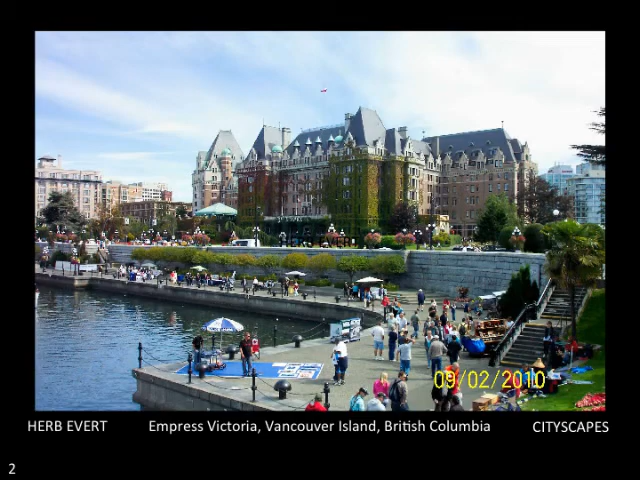 09/02/2010
HERB EVERT Empress Victoria, Vancouver Island, British Columbia CITYSCAPES
2